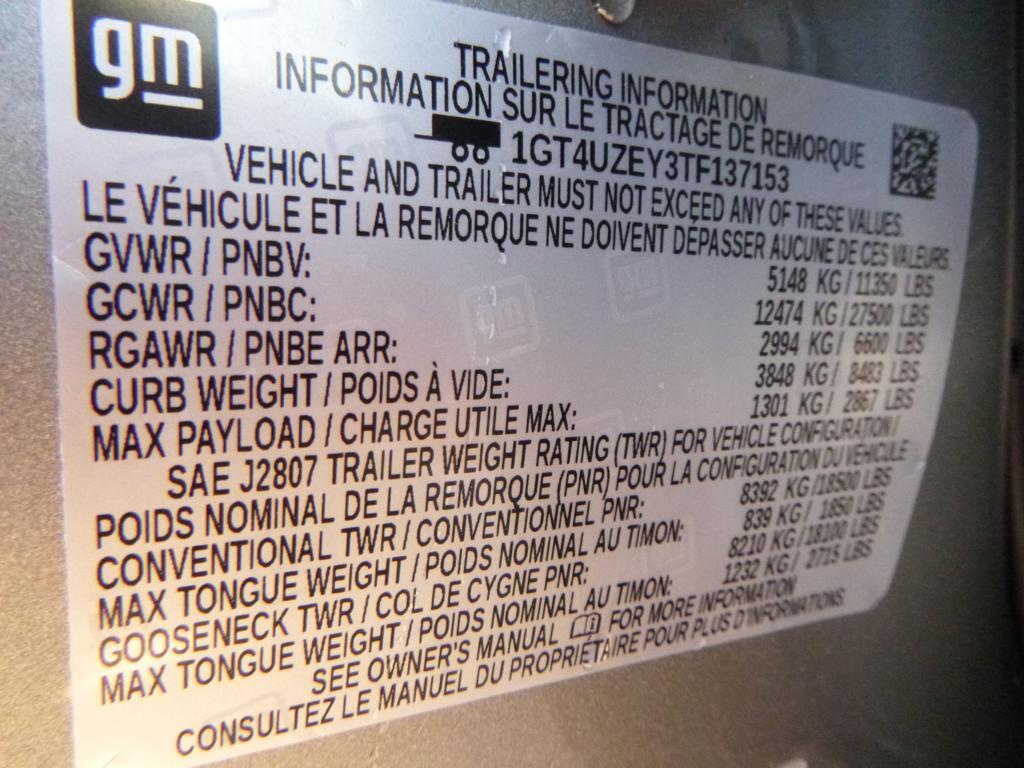 gm
TRAILERING INFORMATION
INFORMATION SUR LE TRACTAGE DE REMORQUE
1GT4UZEY3TF137153
VEHICLE AND TRAILER MUST NOT EXCEED ANY OF THESE VALUES.
LE VÉHICULE ET LA REMORQUE NE DOIVENT DÉPASSER AUCUNE DE CES VALEURS.
GVWR / PNBV: 5148 KG / 11350 LBS
GCWR / PNBC: 12474 KG / 27500 LBS
RGAWR / PNBE ARR: 2994 KG / 6600 LBS
CURB WEIGHT / POIDS À VIDE: 3848 KG / 8483 LBS
MAX PAYLOAD / CHARGE UTILE MAX: 1301 KG / 2867 LBS
SAE J2807 TRAILER WEIGHT RATING (TWR) FOR VEHICLE CONFIGURATION /
POIDS NOMINAL DE LA REMORQUE (PNR) POUR LA CONFIGURATION DU VÉHICULE
CONVENTIONAL TWR / CONVENTIONNEL PNR: 8392 KG / 18500 LBS
MAX TONGUE WEIGHT / POIDS NOMINAL AU TIMON: 839 KG / 1850 LBS
GOOSENECK TWR / COL DE CYGNE PNR: 8210 KG / 18100 LBS
MAX TONGUE WEIGHT / POIDS NOMINAL AU TIMON: 1232 KG / 2715 LBS
SEE OWNER'S MANUAL FOR MORE INFORMATION
CONSULTEZ LE MANUEL DU PROPRIÉTAIRE POUR PLUS D'INFORMATIONS